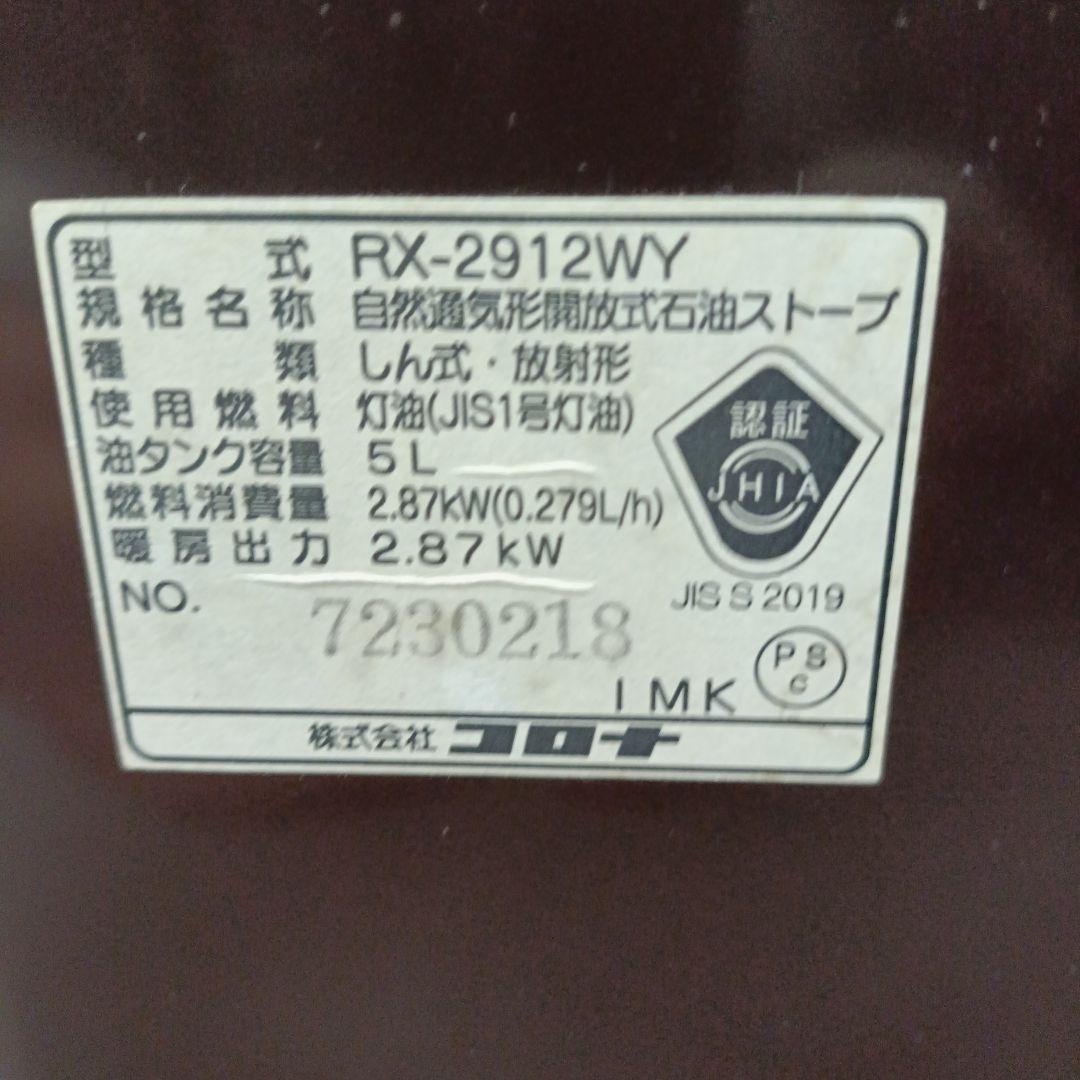 型式 RX-2912WY
規格名称 自然通気形開放式石油ストーブ
種類 しん式・放射形
使用燃料 灯油(JIS1号灯油)
油タンク容量 5L
燃料消費量 2.87kW(0.279L/h)
暖房出力 2.87kW
認証
JHIA
JIS S 2019
NO. 7230218
PS
C
IMK
株式会社コロナ